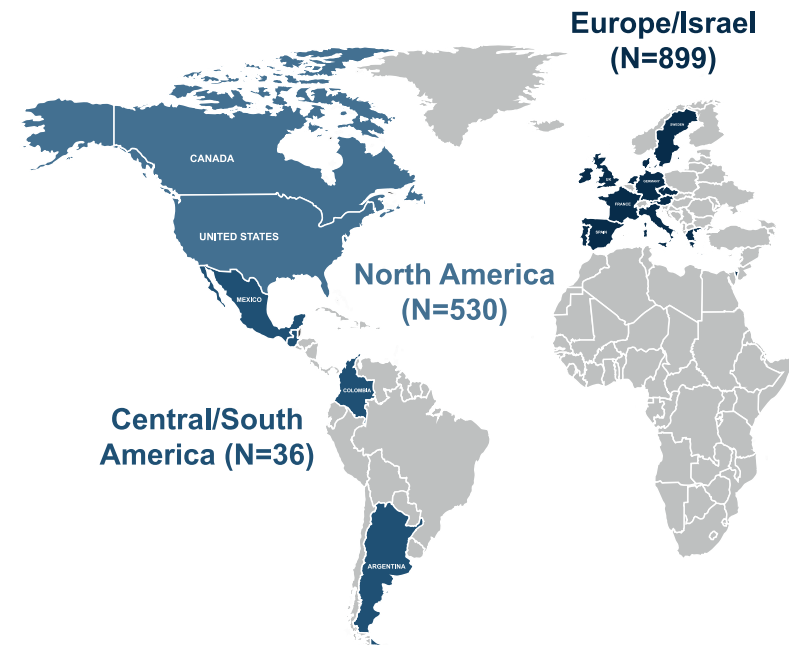 Europe/Israel
(N=899)
SWEDEN
CANADA
UK
GERMANY
FRANCE
UNITED STATES
SPAIN
North America
(N=530)
MEXICO
COLOMBIA
Central/South
America (N=36)
ARGENTINA